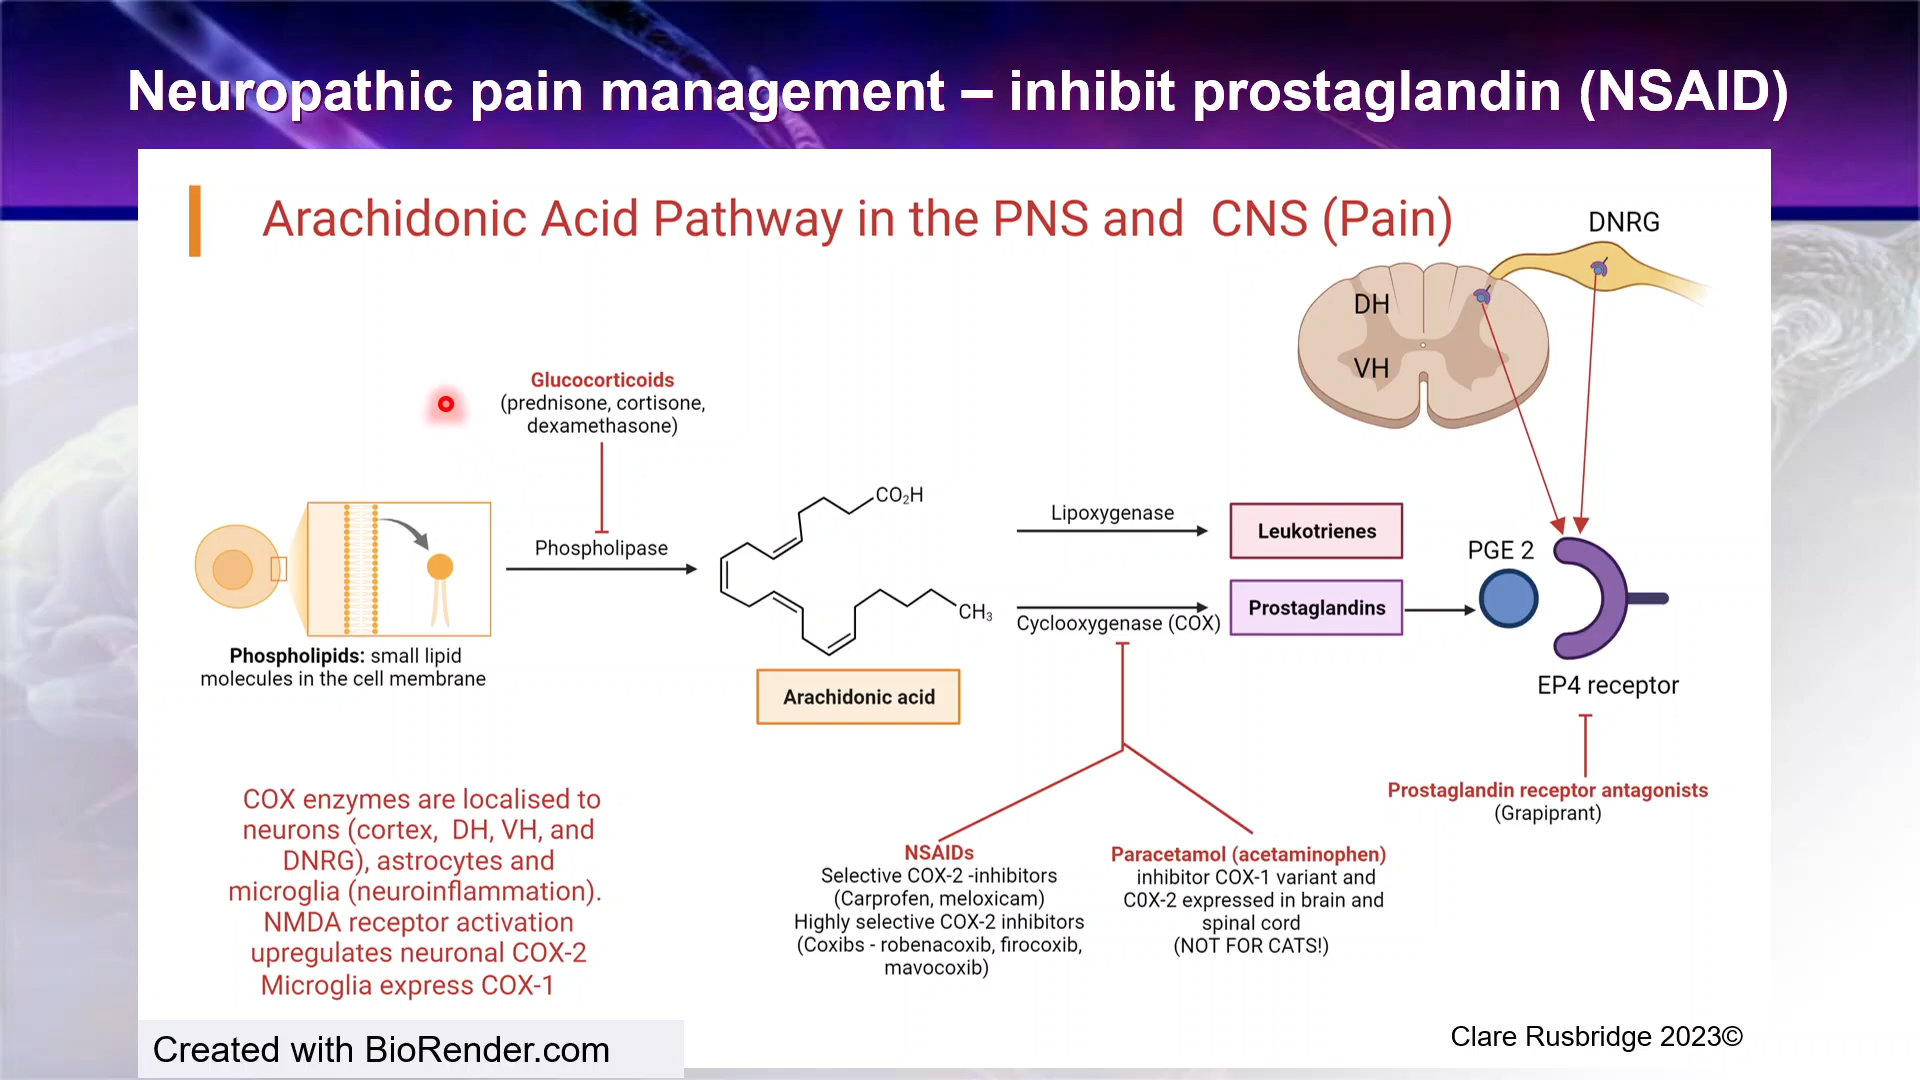 Neuropathic pain management – inhibit prostaglandin (NSAID)
Arachidonic Acid Pathway in the PNS and CNS (Pain)
DNRG
DH
VH
Glucocorticoids
(prednisone, cortisone,
dexamethasone)
Phospholipase
CO₂H
CH₃
Lipoxygenase
Leukotrienes
Cyclooxygenase (COX)
Prostaglandins
PGE 2
EP4 receptor
Phospholipids: small lipid
molecules in the cell membrane
Arachidonic acid
Prostaglandin receptor antagonists
(Grapiprant)
COX enzymes are localised to
neurons (cortex, DH, VH, and
DNRG), astrocytes and
microglia (neuroinflammation).
NMDA receptor activation
upregulates neuronal COX-2
Microglia express COX-1
NSAIDs
Selective COX-2 -inhibitors
(Carprofen, meloxicam)
Highly selective COX-2 inhibitors
(Coxibs - robenacoxib, firocoxib,
mavocoxib)
Paracetamol (acetaminophen)
inhibitor COX-1 variant and
C0X-2 expressed in brain and
spinal cord
(NOT FOR CATS!)
Created with BioRender.com
Clare Rusbridge 2023©